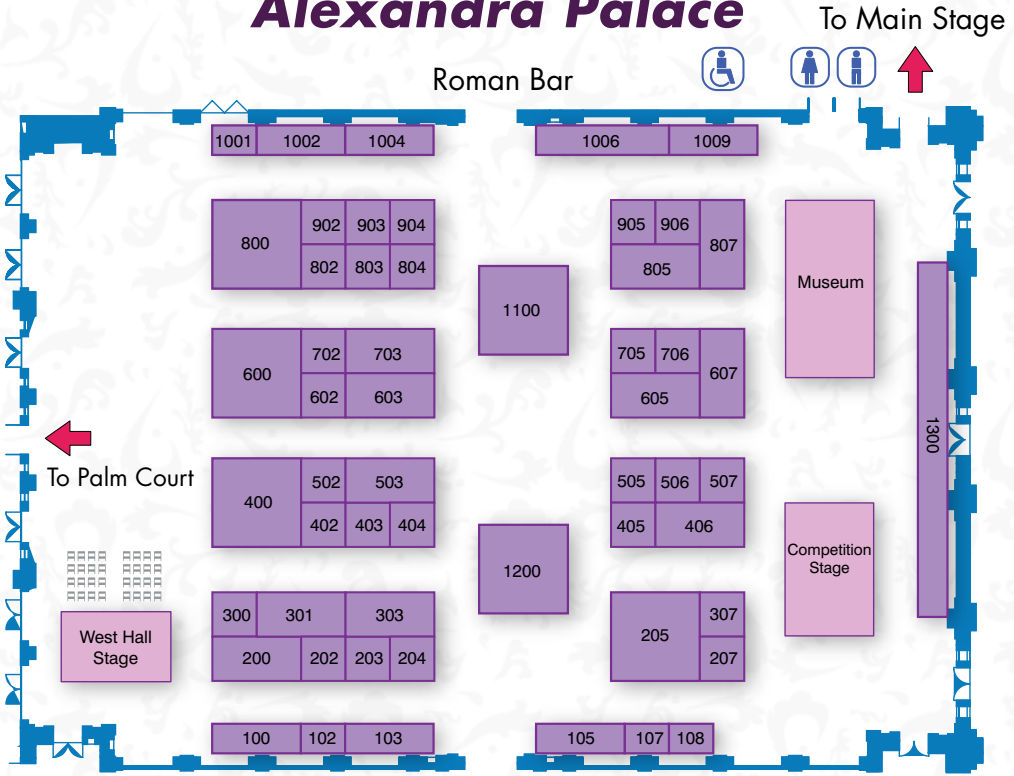 Alexandra Palace
To Main Stage
Roman Bar
1001 1002 1004 1006 1009
902 903 904 905 906
800 807
802 803 804 805
Museum
1100
702 703 705 706
600 607
602 603 605
1300
To Palm Court
502 503 505 506 507
400
402 403 404 405 406
Competition
Stage
1200
300 301 303 307
205
West Hall
Stage
200 202 203 204 207
100 102 103 105 107 108